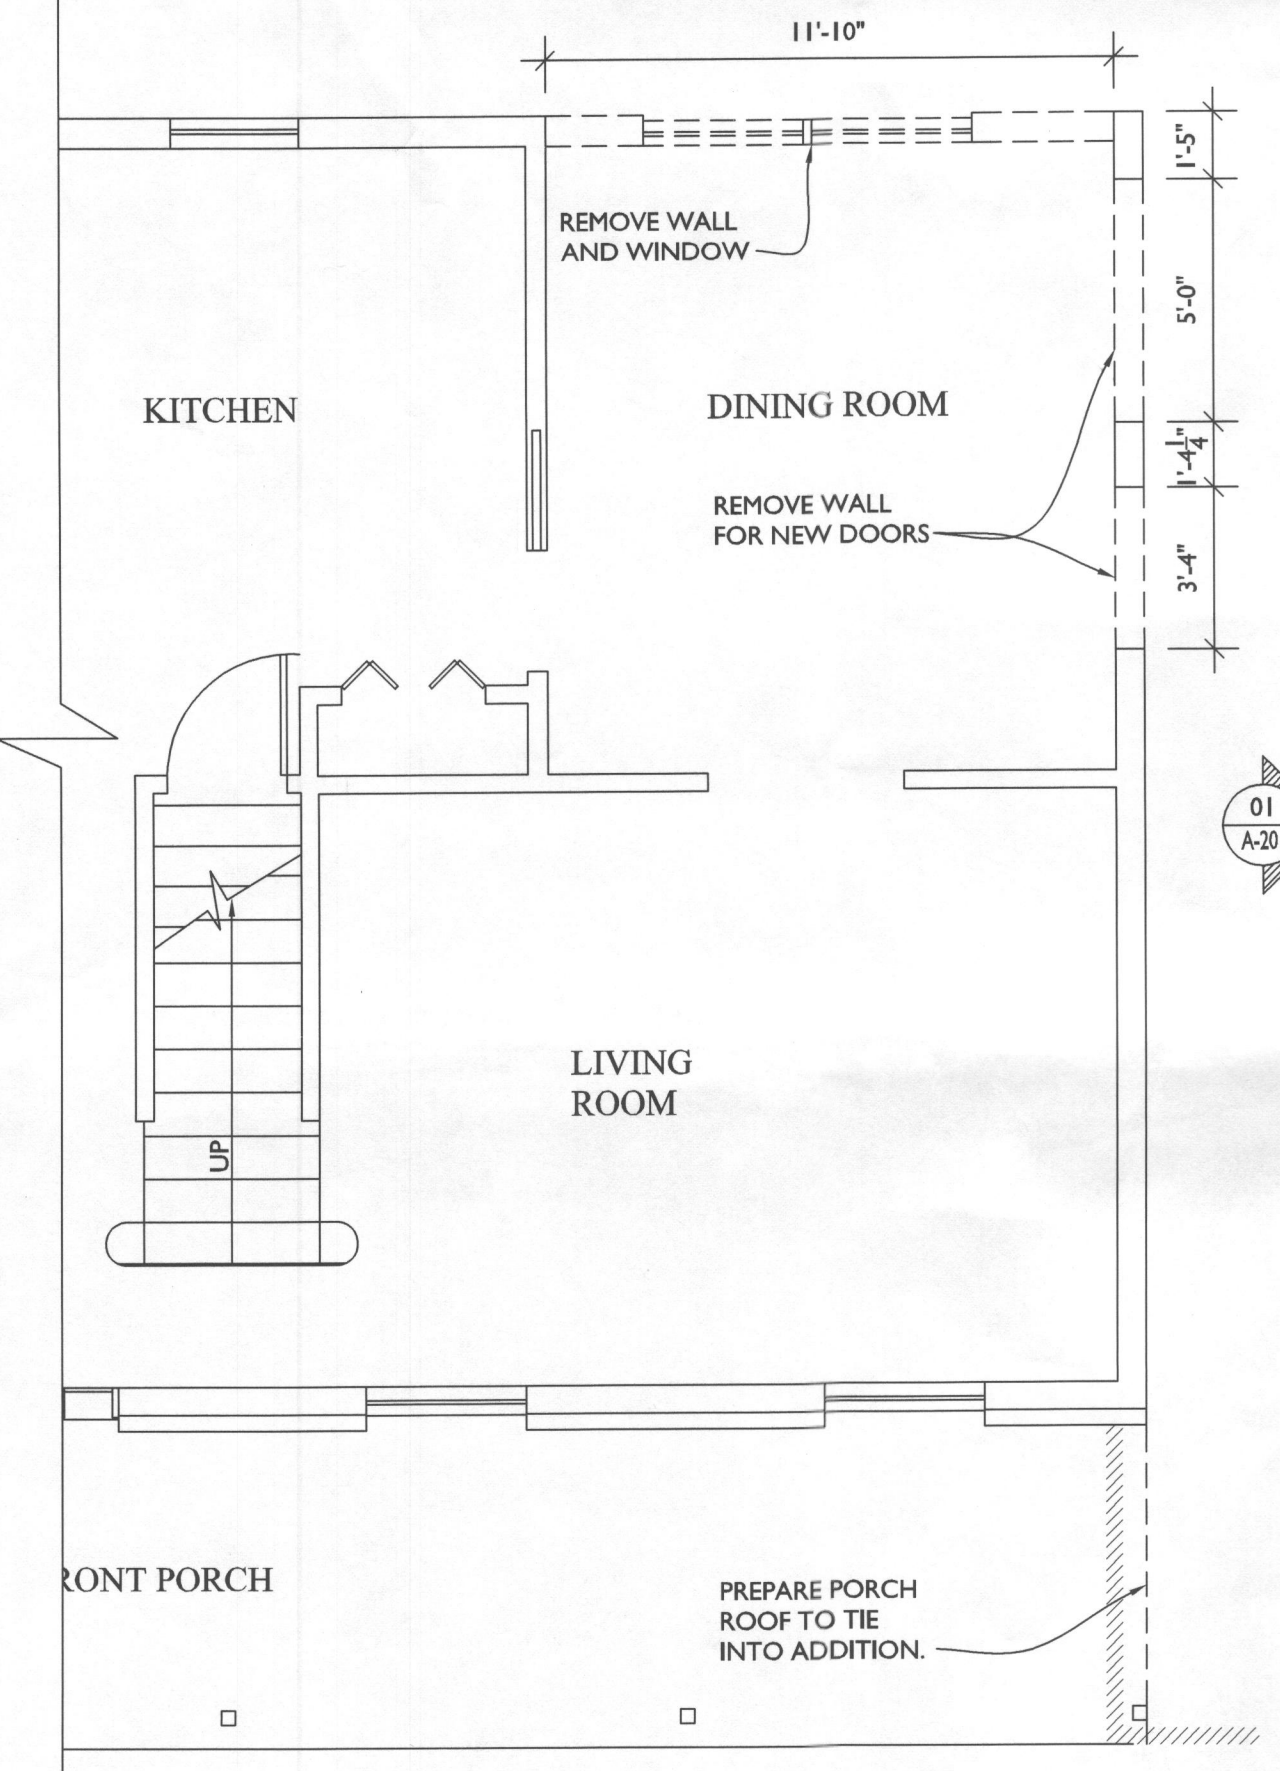 11'-10"
1'-5"
REMOVE WALL
AND WINDOW
5'-0"
KITCHEN
DINING ROOM
1'-4 1/4"
REMOVE WALL
FOR NEW DOORS
3'-4"
01
A-20
LIVING
ROOM
UP
RONT PORCH
PREPARE PORCH
ROOF TO TIE
INTO ADDITION.